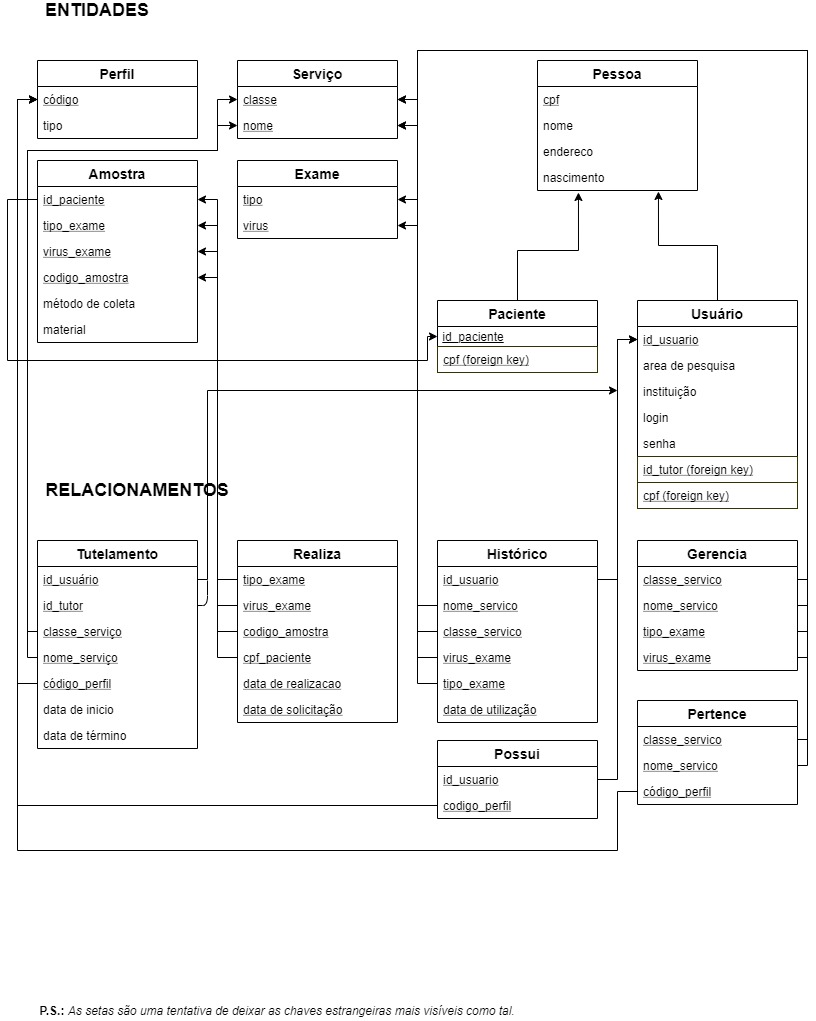 ENTIDADES
Perfil
código
tipo
Serviço
classe
nome
Pessoa
cpf
nome
endereco
nascimento
Amostra
id_paciente
tipo_exame
virus_exame
codigo_amostra
método de coleta
material
Exame
tipo
virus
Paciente
id_paciente
cpf (foreign key)
Usuário
id_usuario
area de pesquisa
instituição
login
senha
id_tutor (foreign key)
cpf (foreign key)
RELACIONAMENTOS
Tutelamento
id_usuário
id_tutor
classe_serviço
nome_serviço
código_perfil
data de inicio
data de término
Realiza
tipo_exame
virus_exame
codigo_amostra
cpf_paciente
data de realizacao
data de solicitação
Histórico
id_usuario
nome_servico
classe_servico
virus_exame
tipo_exame
data de utilização
Gerencia
classe_servico
nome_servico
tipo_exame
virus_exame
Possui
id_usuario
codigo_perfil
Pertence
classe_servico
nome_servico
código_perfil
P.S.: As setas são uma tentativa de deixar as chaves estrangeiras mais visíveis como tal.